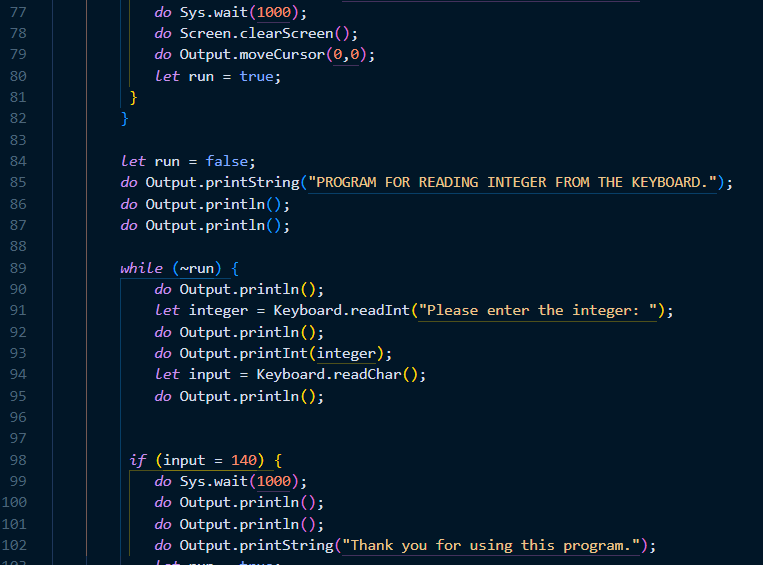 77 do Sys.wait(1000);
78 do Screen.clearScreen();
79 do Output.moveCursor(0,0);
80 let run = true;
81 }
82 }
83
84 let run = false;
85 do Output.printString("PROGRAM FOR READING INTEGER FROM THE KEYBOARD.");
86 do Output.println();
87 do Output.println();
88
89 while (~run) {
90 do Output.println();
91 let integer = Keyboard.readInt("Please enter the integer: ");
92 do Output.println();
93 do Output.printInt(integer);
94 let input = Keyboard.readChar();
95 do Output.println();
96
97
98 if (input = 140) {
99 do Sys.wait(1000);
100 do Output.println();
101 do Output.println();
102 do Output.printString("Thank you for using this program.");
103 let run = true;